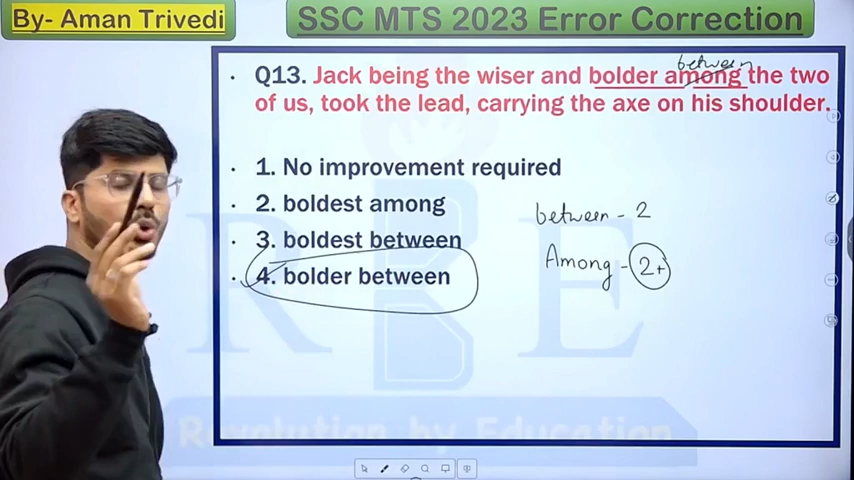 By- Aman Trivedi
SSC MTS 2023 Error Correction
between
• Q13. Jack being the wiser and bolder among the two
of us, took the lead, carrying the axe on his shoulder.
• 1. No improvement required
• 2. boldest among
• 3. boldest between
• 4. bolder between
between - 2
Among - 2+
R B E
Revolution by Education